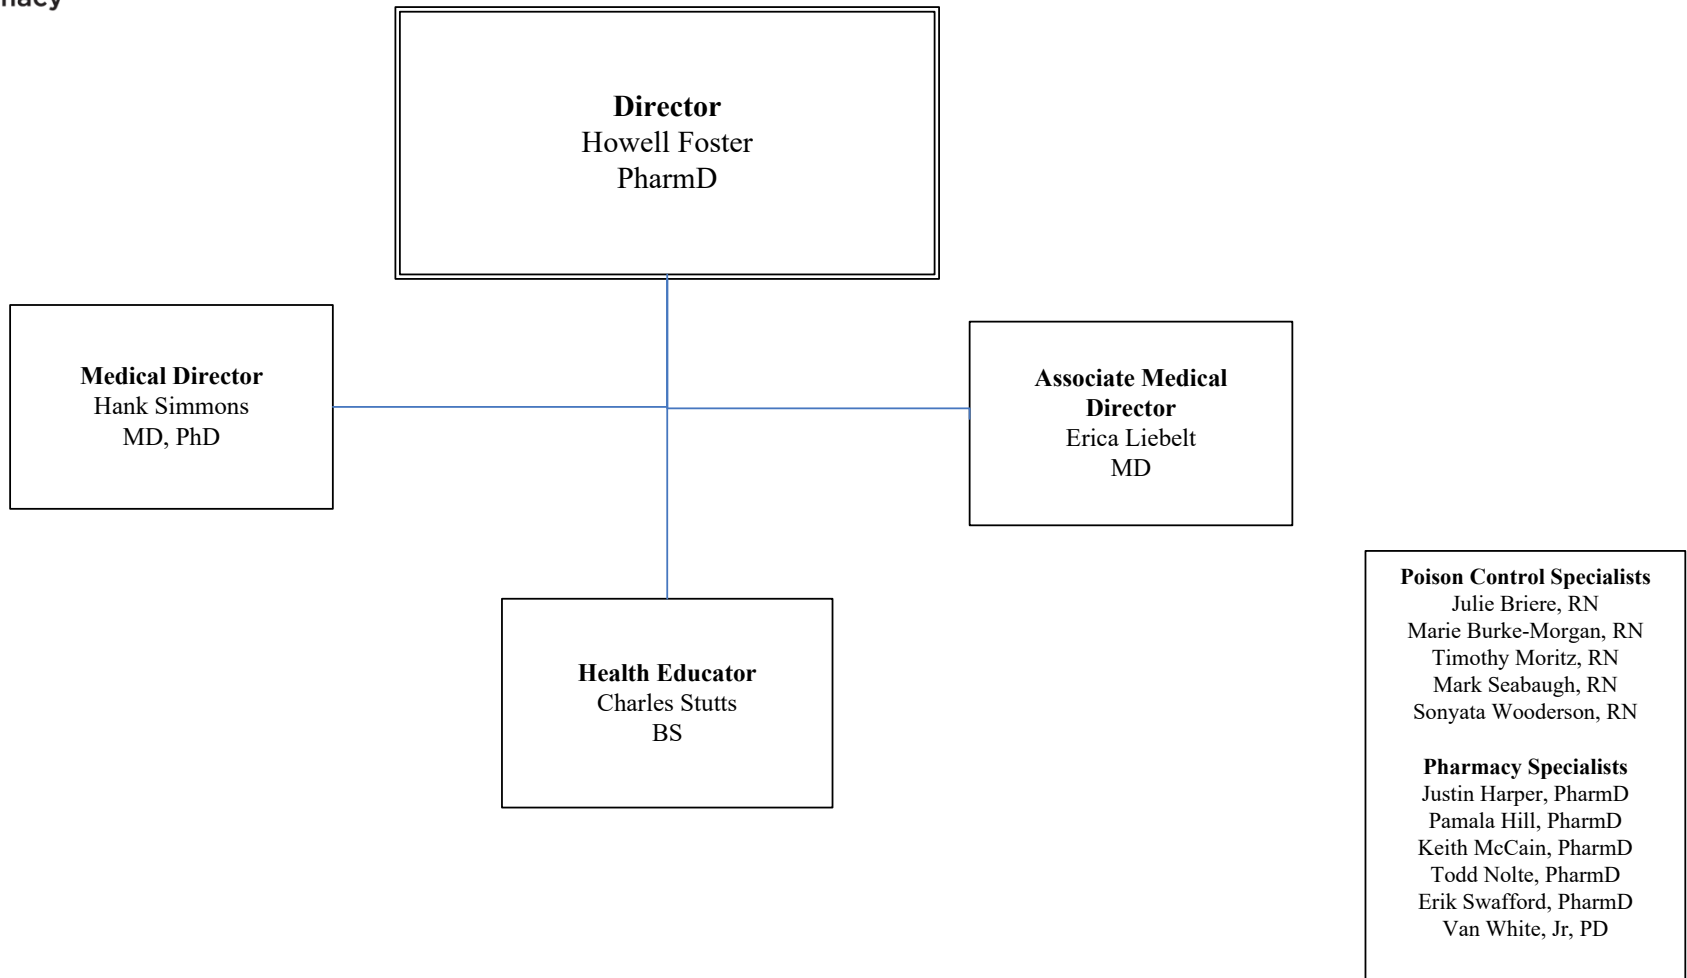 Director
Howell Foster
PharmD
Medical Director
Hank Simmons
MD, PhD
Associate Medical
Director
Erica Liebelt
MD
Health Educator
Charles Stutts
BS
Poison Control Specialists
Julie Briere, RN
Marie Burke-Morgan, RN
Timothy Moritz, RN
Mark Seabaugh, RN
Sonyata Wooderson, RN
Pharmacy Specialists
Justin Harper, PharmD
Pamala Hill, PharmD
Keith McCain, PharmD
Todd Nolte, PharmD
Erik Swafford, PharmD
Van White, Jr, PD